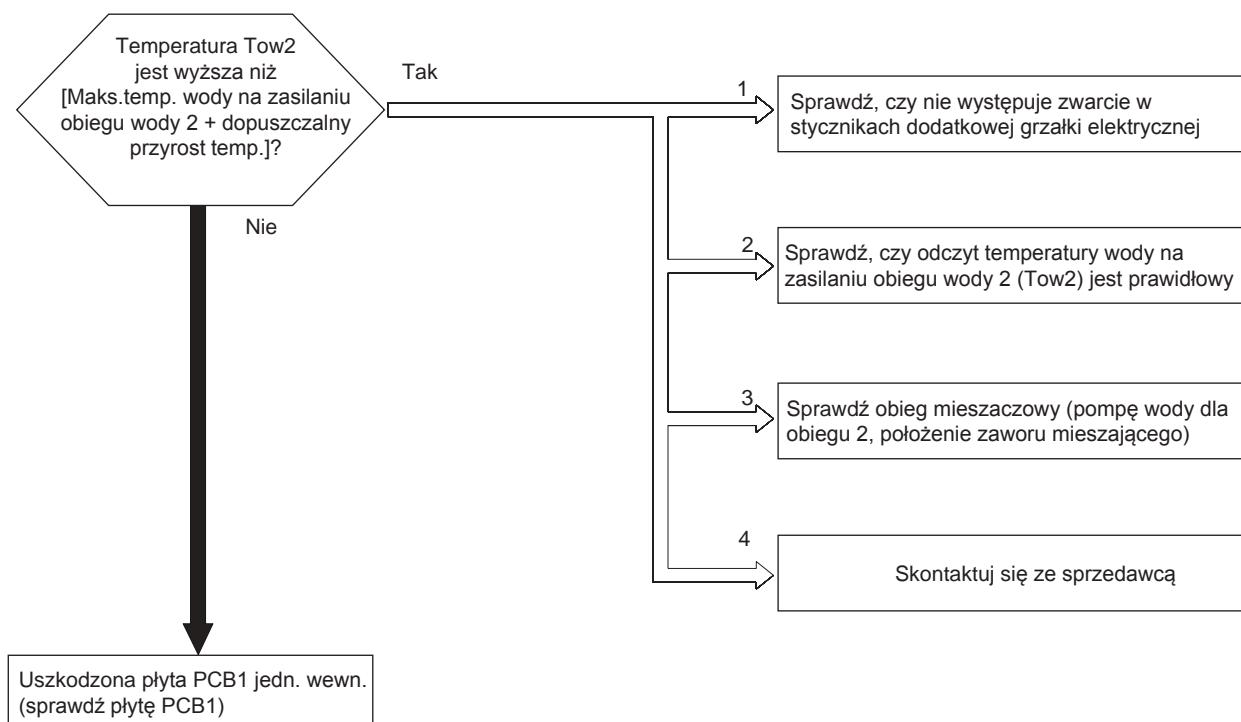 Temperatura Tow2
jest wyższa niż
[Maks.temp. wody na zasilaniu
obiegu wody 2 + dopuszczalny
przyrost temp.]?
Tak
Nie
1
Sprawdź, czy nie występuje zwarcie w
stycznikach dodatkowej grzałki elektrycznej
2
Sprawdź, czy odczyt temperatury wody na
zasilaniu obiegu wody 2 (Tow2) jest prawidłowy
3
Sprawdź obieg mieszaczowy (pompę wody dla
obiegu 2, położenie zaworu mieszającego)
4
Skontaktuj się ze sprzedawcą
Uszkodzona płyta PCB1 jedn. wewn.
(sprawdź płytę PCB1)